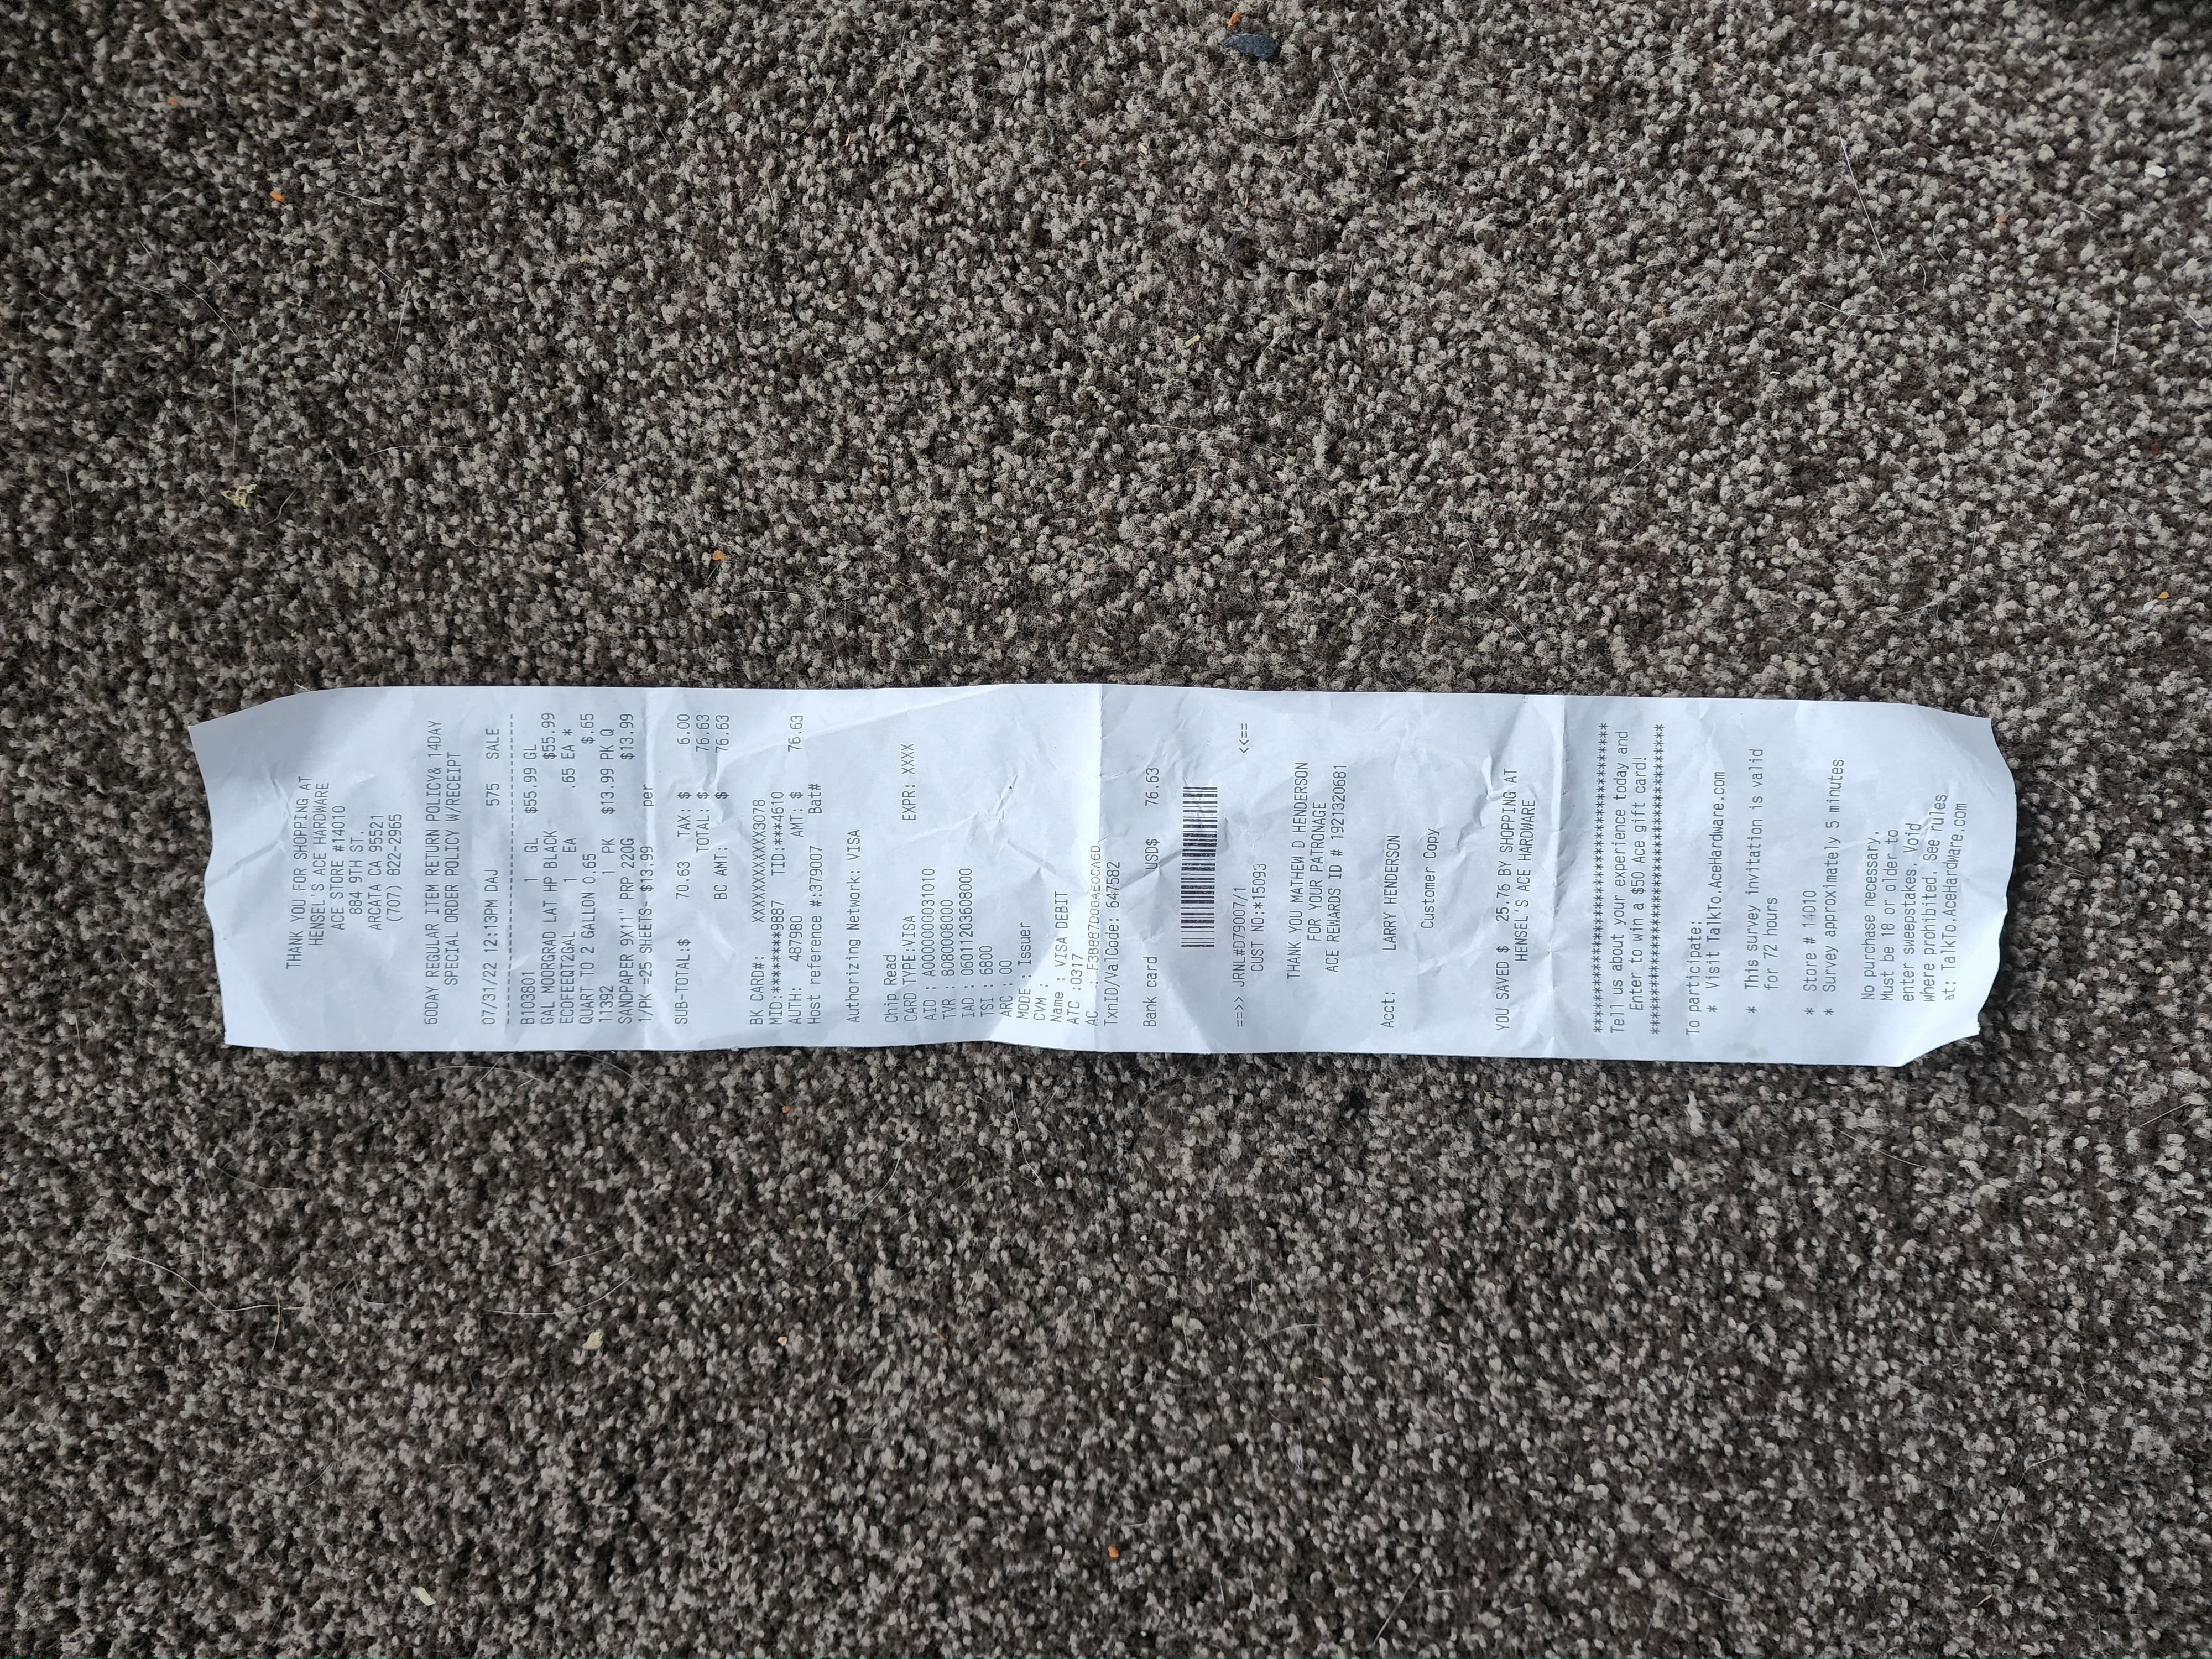 THANK YOU FOR SHOPPING AT
HENSEL'S ACE HARDWARE
ACE STORE #14010
884 9TH ST.
ARCATA CA 95521
(707) 822-2965
60DAY REGULAR ITEM RETURN POLICY& 14DAY
SPECIAL ORDER POLICY W/RECEIPT
07/31/22 12:13PM DAJ 575 SALE
----------------------------------------
B103801 1 GL $55.99 GL
GAL MOORGRAD LAT HP BLACK $55.99
ECOFEEQT2GAL 1 EA .65 EA *
QUART TO 2 GALLON 0.65 $.65
11392 1 PK $13.99 PK Q
SANDPAPER 9X11" PRP 220G $13.99
1/PK =25 SHEETS- $13.99 per
SUB-TOTAL:$ 70.63 TAX: $ 6.00
TOTAL: $ 76.63
BC AMT: $ 76.63
BK CARD#: XXXXXXXXXXXX3078
MID:*******9887 TID:***4610
AUTH: 487980 AMT: $ 76.63
Host reference #:379007 Bat#
Authorizing Network: VISA
Chip Read
CARD TYPE:VISA EXPR: XXXX
AID : A0000000031010
TVR : 8080008000
IAD : 06011203608000
TSI : 6800
ARC : 00
MODE : Issuer
CVM :
Name : VISA DEBIT
ATC :0317
AC :
TxnID/ValCode: 647582
Bank card USD$ 76.63
==>> JRNL#D79007/1 <<==
CUST NO:*15093
THANK YOU MATHEW D HENDERSON
FOR YOUR PATRONAGE
ACE REWARDS ID # 1921320681
Acct: LARRY HENDERSON
Customer Copy
YOU SAVED $ 25.76 BY SHOPPING AT
HENSEL'S ACE HARDWARE
****************************************
Tell us about your experience today and
Enter to win a $50 Ace gift card!
****************************************
To participate:
* Visit TalkTo.AceHardware.com
* This survey invitation is valid
for 72 hours
* Store # 14010
* Survey approximately 5 minutes
No purchase necessary.
Must be 18 or older to
enter sweepstakes. Void
where prohibited. See rules
at: TalkTo.AceHardware.com